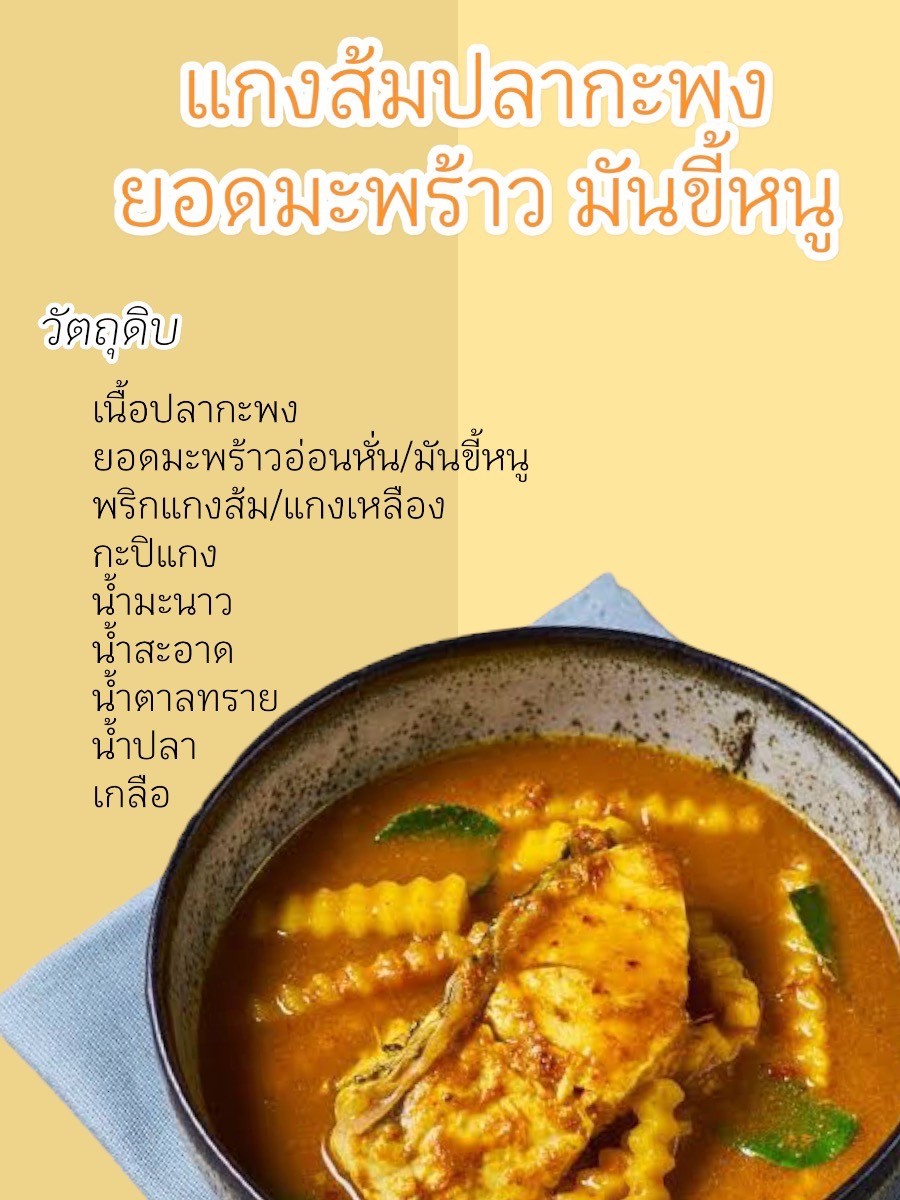 แกงส้มปลากะพง
ยอดมะพร้าว มันขี้หนู
วัตถุดิบ
เนื้อปลากะพง
ยอดมะพร้าวอ่อนหั่น/มันขี้หนู
พริกแกงส้ม/แกงเหลือง
กะปิแกง
น้ำมะนาว
น้ำสะอาด
น้ำตาลทราย
น้ำปลา
เกลือ